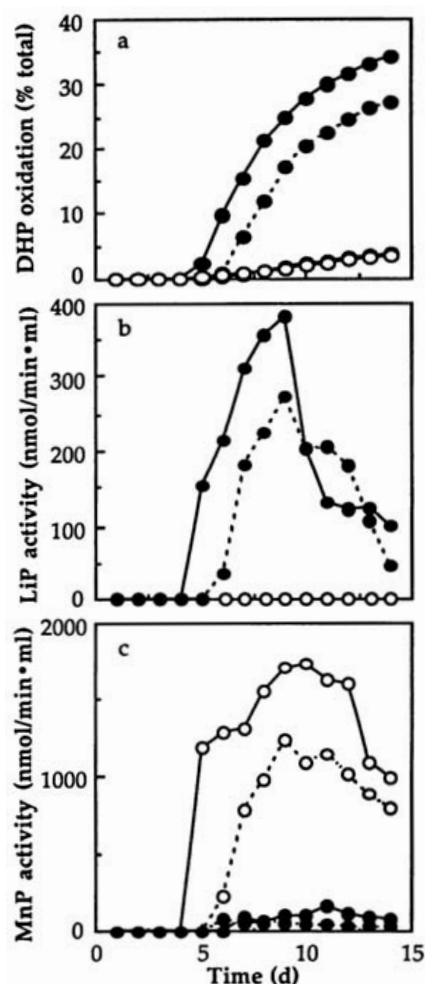 a
DHP oxidation (% total)
40
30
20
10
0
b
LiP activity (nmol/min•ml)
400
300
200
100
0
c
MnP activity (nmol/min•ml)
2000
1000
0
0 5 10 15
Time (d)